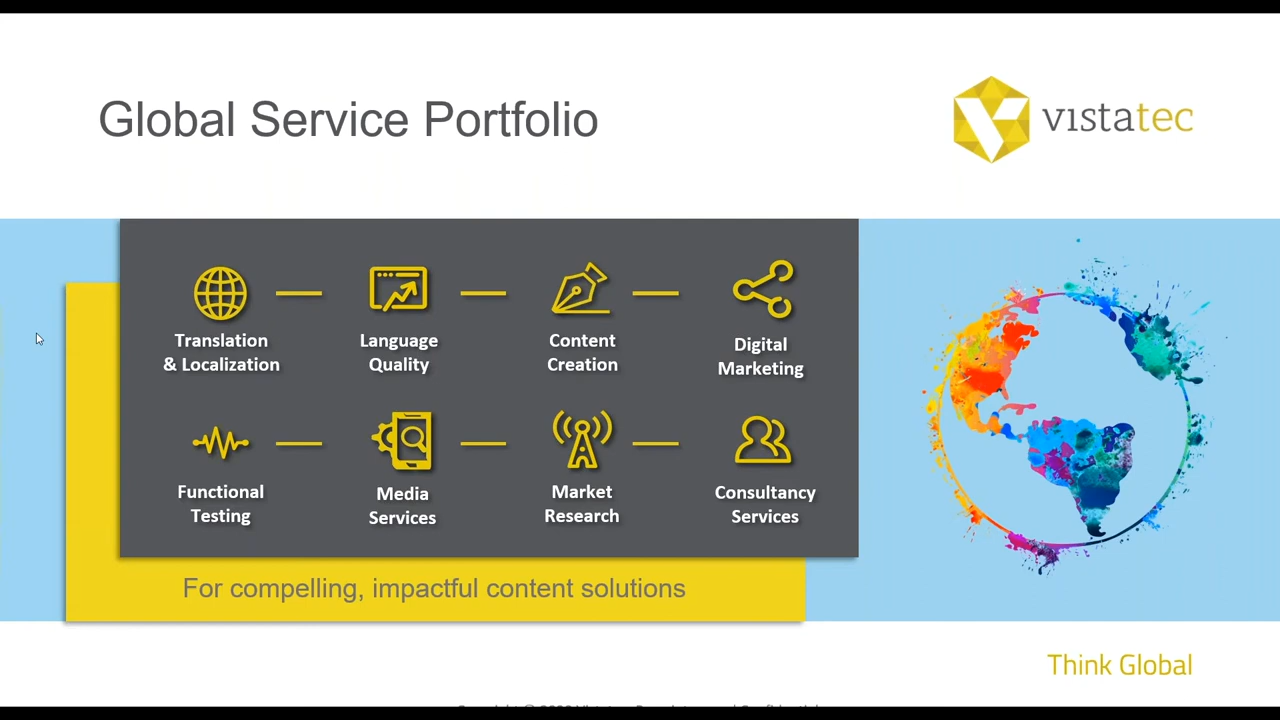 Global Service Portfolio
vistatec
Translation
& Localization
Language
Quality
Content
Creation
Digital
Marketing
Functional
Testing
Media
Services
Market
Research
Consultancy
Services
For compelling, impactful content solutions
Think Global